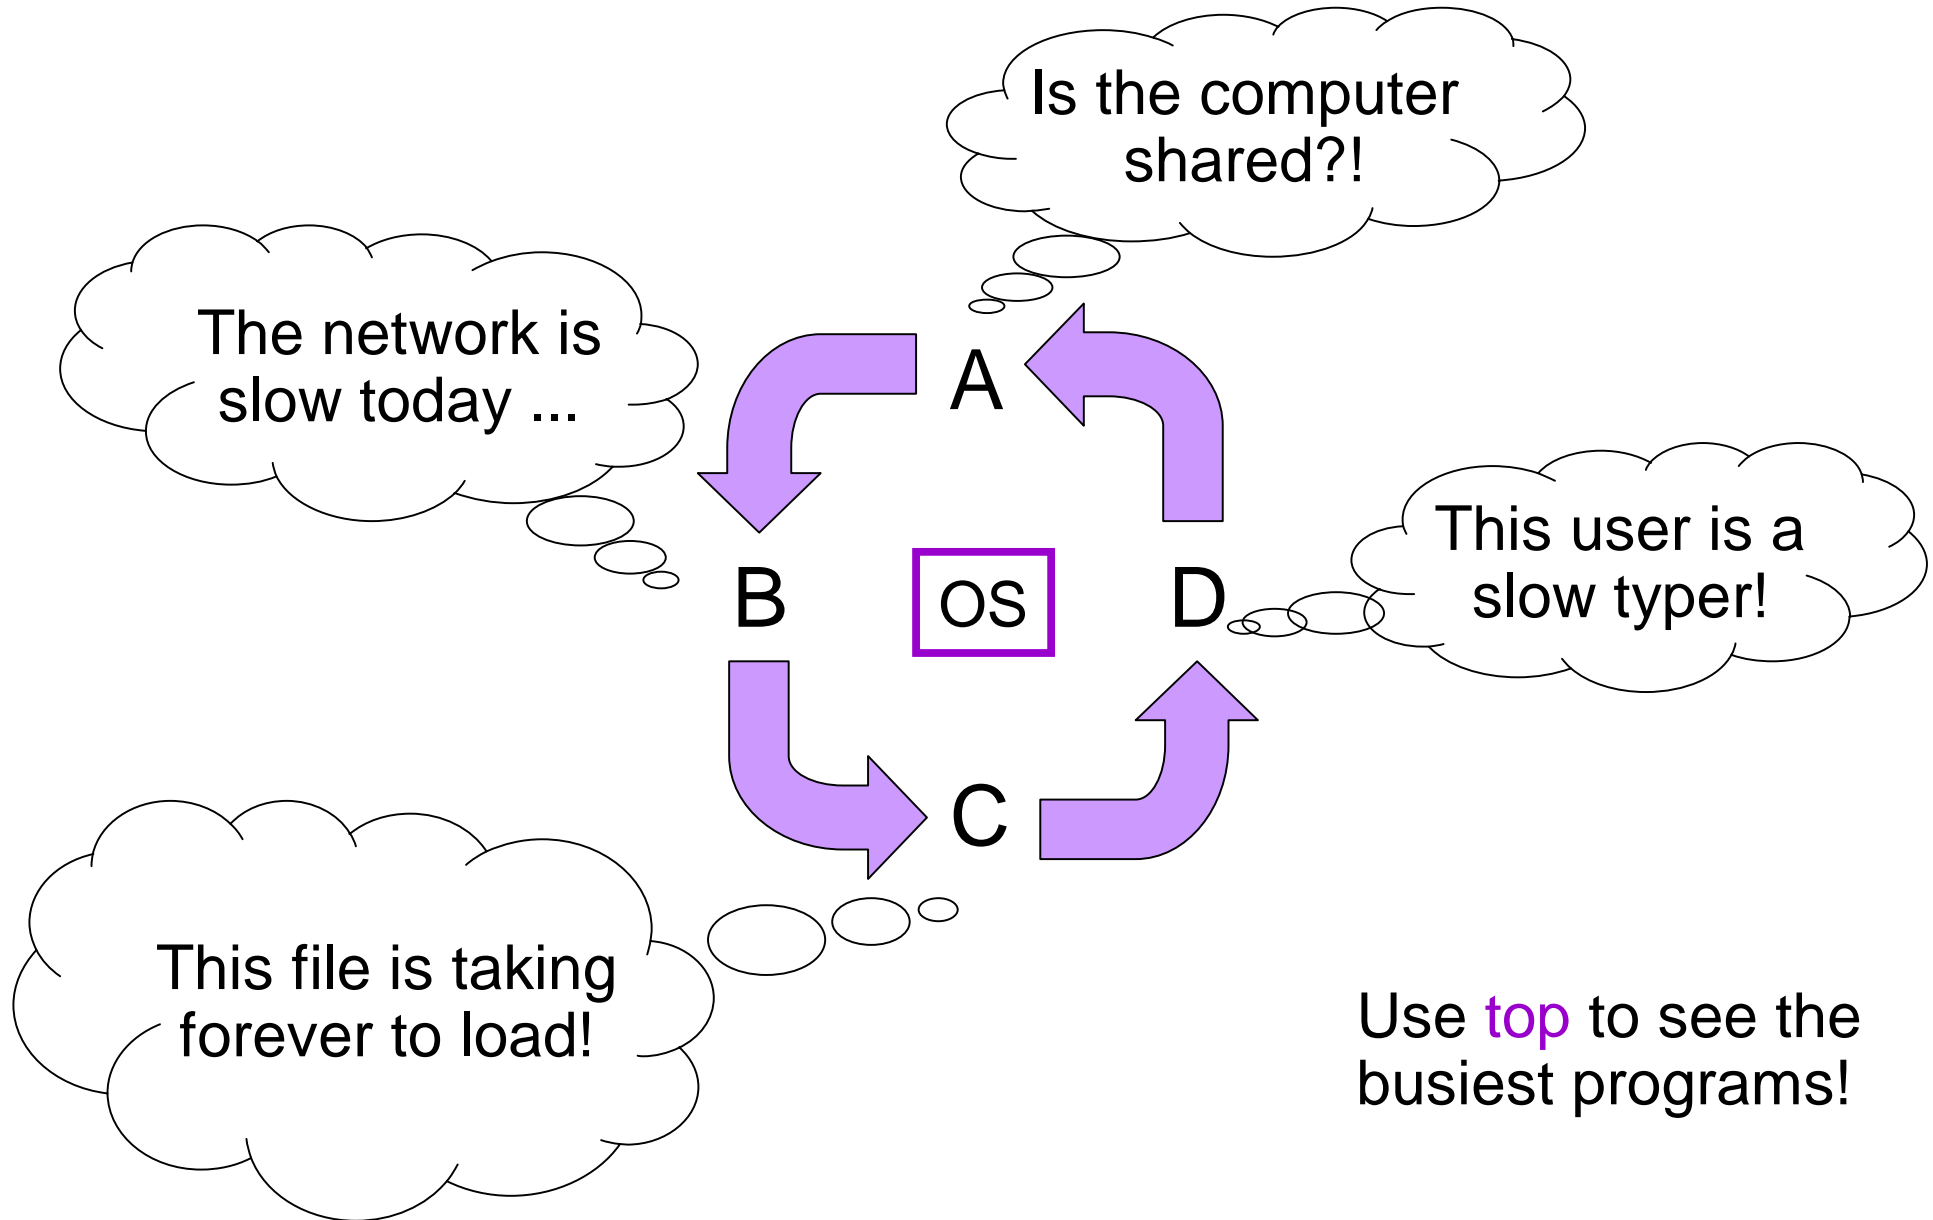 Is the computer
shared?!
The network is
slow today ...
A
This user is a
slow typer!
B
OS
D
C
This file is taking
forever to load!
Use top to see the
busiest programs!